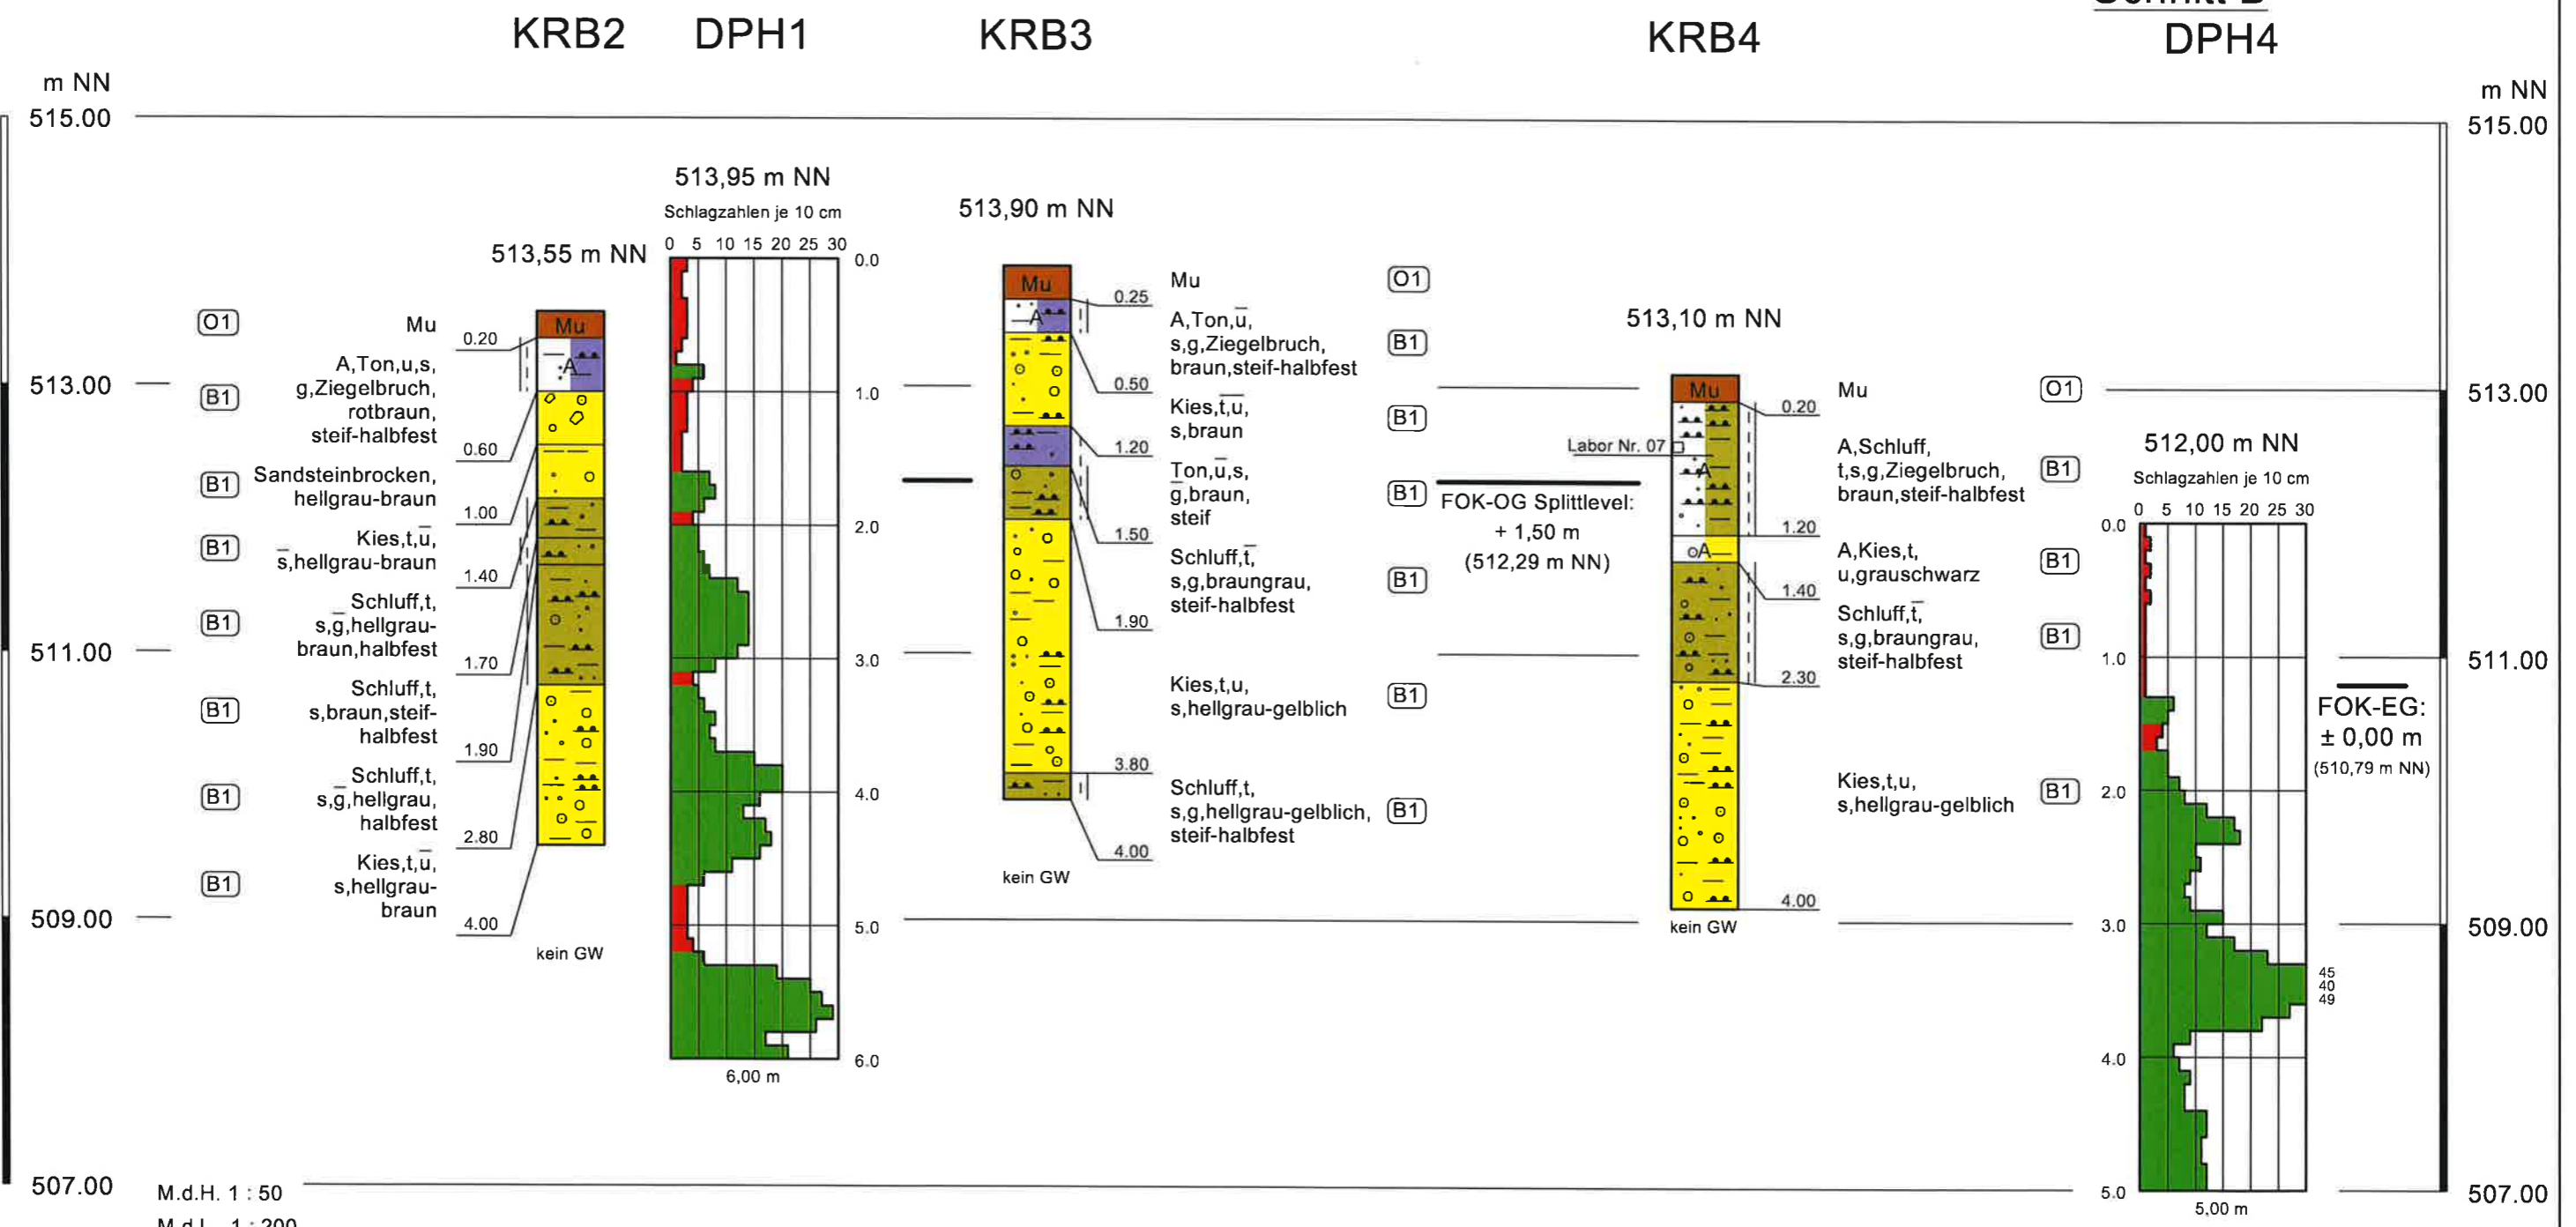 Schnitt B
KRB2
DPH1
KRB3
KRB4
DPH4
m NN
515.00
513.00
511.00
509.00
507.00
M.d.H. 1 : 50
M.d.L. 1 : 200
513,55 m NN
O1
Mu
0.20
Mu
B1
A,Ton,u,s,
g,Ziegelbruch,
rotbraun,
steif-halbfest
0.60
A
B1
Sandsteinbrocken,
hellgrau-braun
1.00
B1
Kies,t,u̅,
s̅,hellgrau-braun
1.40
B1
Schluff,t,
s,g̅,hellgrau-
braun,halbfest
1.70
B1
Schluff,t,
s,braun,steif-
halbfest
1.90
B1
Schluff,t,
s,g̅,hellgrau,
halbfest
2.80
B1
Kies,t,u̅,
s,hellgrau-
braun
4.00
kein GW
513,95 m NN
Schlagzahlen je 10 cm
0 5 10 15 20 25 30
0.0
1.0
2.0
3.0
4.0
5.0
6.0
6,00 m
513,90 m NN
Mu
0.25
Mu
O1
A
A,Ton,u̅,
s,g,Ziegelbruch,
braun,steif-halbfest
B1
0.50
Kies,t̅,u̅,
s,braun
B1
1.20
Ton,u̅,s,
g̅,braun,
steif
B1
1.50
Schluff,t̅,
s,g,braungrau,
steif-halbfest
B1
1.90
Kies,t,u,
s,hellgrau-gelblich
B1
3.80
Schluff,t,
s,g,hellgrau-gelblich,
steif-halbfest
B1
4.00
kein GW
FOK-OG Splittlevel:
+ 1,50 m
(512,29 m NN)
513,10 m NN
Mu
0.20
Mu
O1
Labor Nr. 07
A
A,Schluff,
t,s,g,Ziegelbruch,
braun,steif-halbfest
B1
1.20
A
A,Kies,t,
u,grauschwarz
B1
1.40
Schluff,t̅,
s,g,braungrau,
steif-halbfest
B1
2.30
Kies,t,u,
s,hellgrau-gelblich
B1
4.00
kein GW
512,00 m NN
Schlagzahlen je 10 cm
0 5 10 15 20 25 30
0.0
1.0
2.0
3.0
4.0
5.0
45
40
49
5,00 m
FOK-EG:
± 0,00 m
(510,79 m NN)
m NN
515.00
513.00
511.00
509.00
507.00